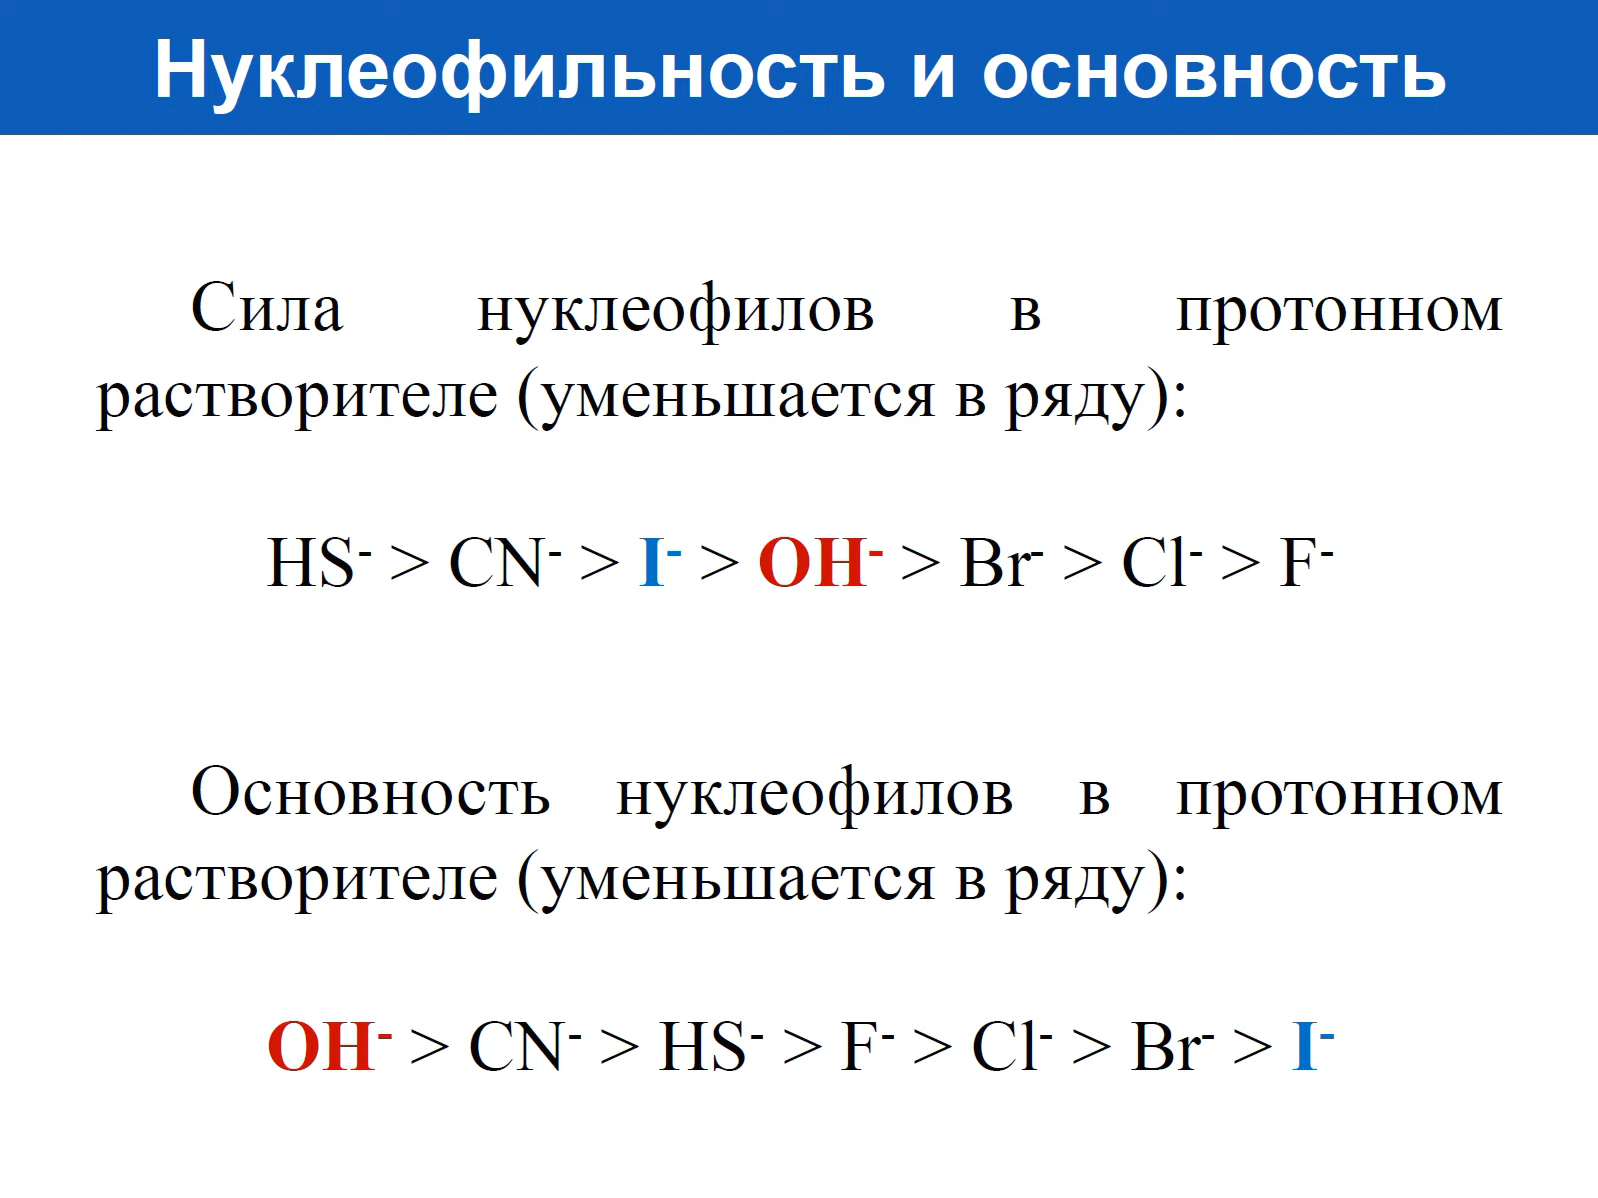 Нуклеофильность и основность
Сила нуклеофилов в протонном
растворителе (уменьшается в ряду):
HS- > CN- > I- > OH- > Br- > Cl- > F-
Основность нуклеофилов в протонном
растворителе (уменьшается в ряду):
OH- > CN- > HS- > F- > Cl- > Br- > I-